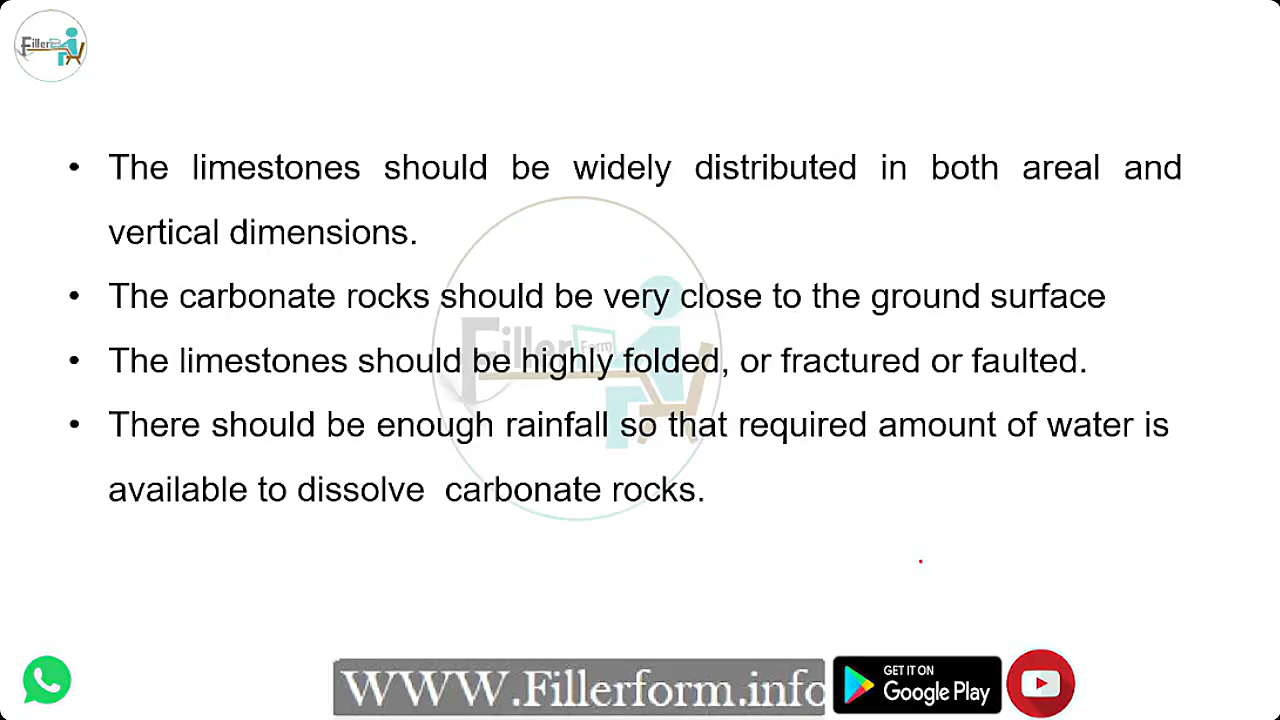 Filler
• The limestones should be widely distributed in both areal and
vertical dimensions.
• The carbonate rocks should be very close to the ground surface
• The limestones should be highly folded, or fractured or faulted.
• There should be enough rainfall so that required amount of water is
available to dissolve carbonate rocks.
Filler Form
WWW.Fillerform.info
GET IT ON
Google Play